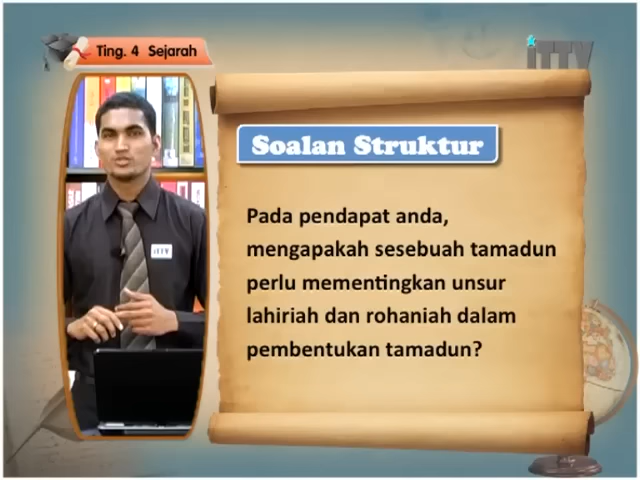 Ting. 4 Sejarah
iTTV
Soalan Struktur
Pada pendapat anda,
mengapakah sesebuah tamadun
perlu mementingkan unsur
lahiriah dan rohaniah dalam
pembentukan tamadun?
iTTV